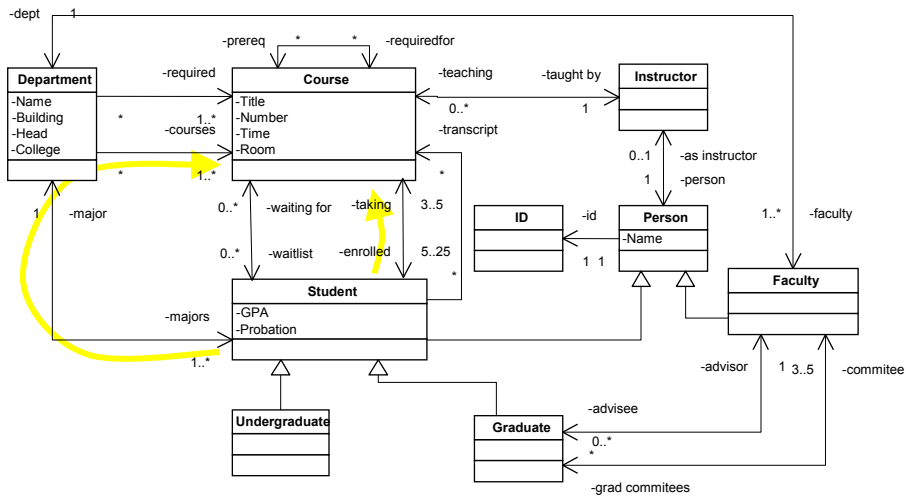 -dept 1
-prereq * * -requiredfor
Department
-Name
-Building
-Head
-College
-required
* 1..*
-courses
* 1..*
Course
-Title
-Number
-Time
-Room
-teaching
0..*
-taught by
1
Instructor
-transcript
*
0..1 -as instructor
1 -person
1 -major
0..* -waiting for
-taking 3..5
ID
-id
1 1
Person
-Name
1..* -faculty
0..* -waitlist
-enrolled 5..25
*
Student
-GPA
-Probation
Faculty
-majors
1..*
-advisor 1
3..5 -commitee
Undergraduate
Graduate
-advisee
0..*
*
-grad commitees